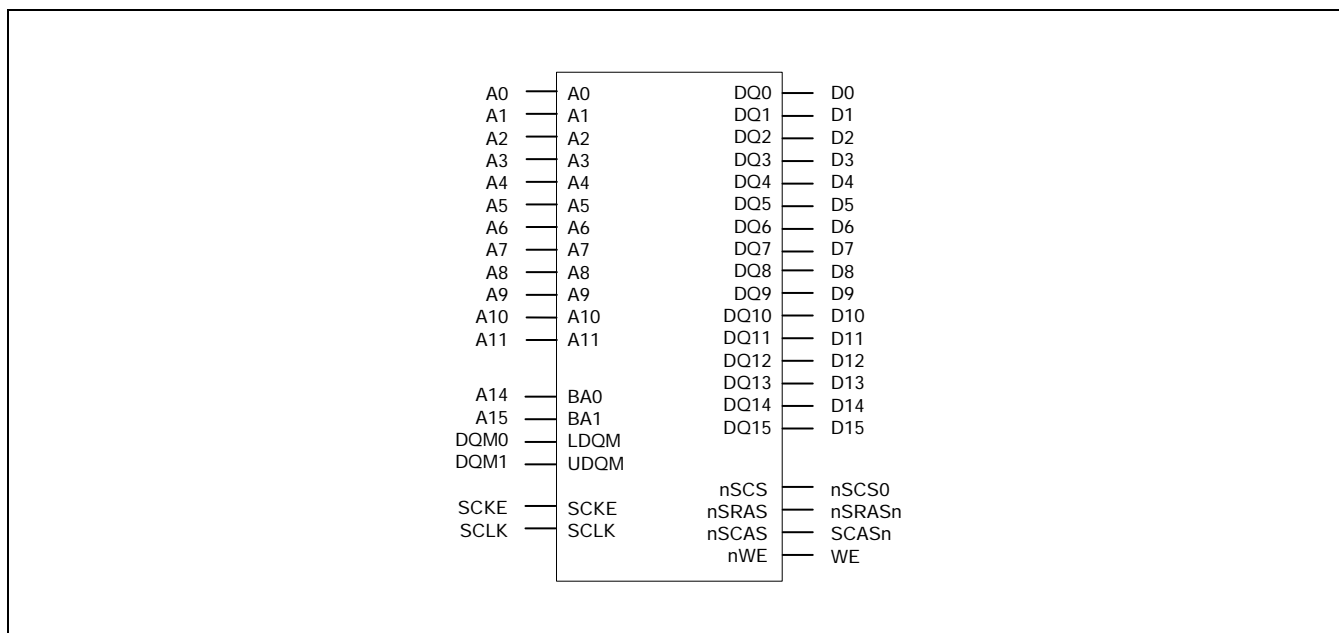 A0 A0 DQ0 D0
A1 A1 DQ1 D1
A2 A2 DQ2 D2
A3 A3 DQ3 D3
A4 A4 DQ4 D4
A5 A5 DQ5 D5
A6 A6 DQ6 D6
A7 A7 DQ7 D7
A8 A8 DQ8 D8
A9 A9 DQ9 D9
A10 A10 DQ10 D10
A11 A11 DQ11 D11
DQ12 D12
A14 BA0 DQ13 D13
DQ14 D14
A15 BA1 DQ15 D15
DQM0 LDQM
DQM1 UDQM
nSCS nSCS0
SCKE SCKE nSRAS nSRASn
SCLK SCLK nSCAS SCASn
nWE WE